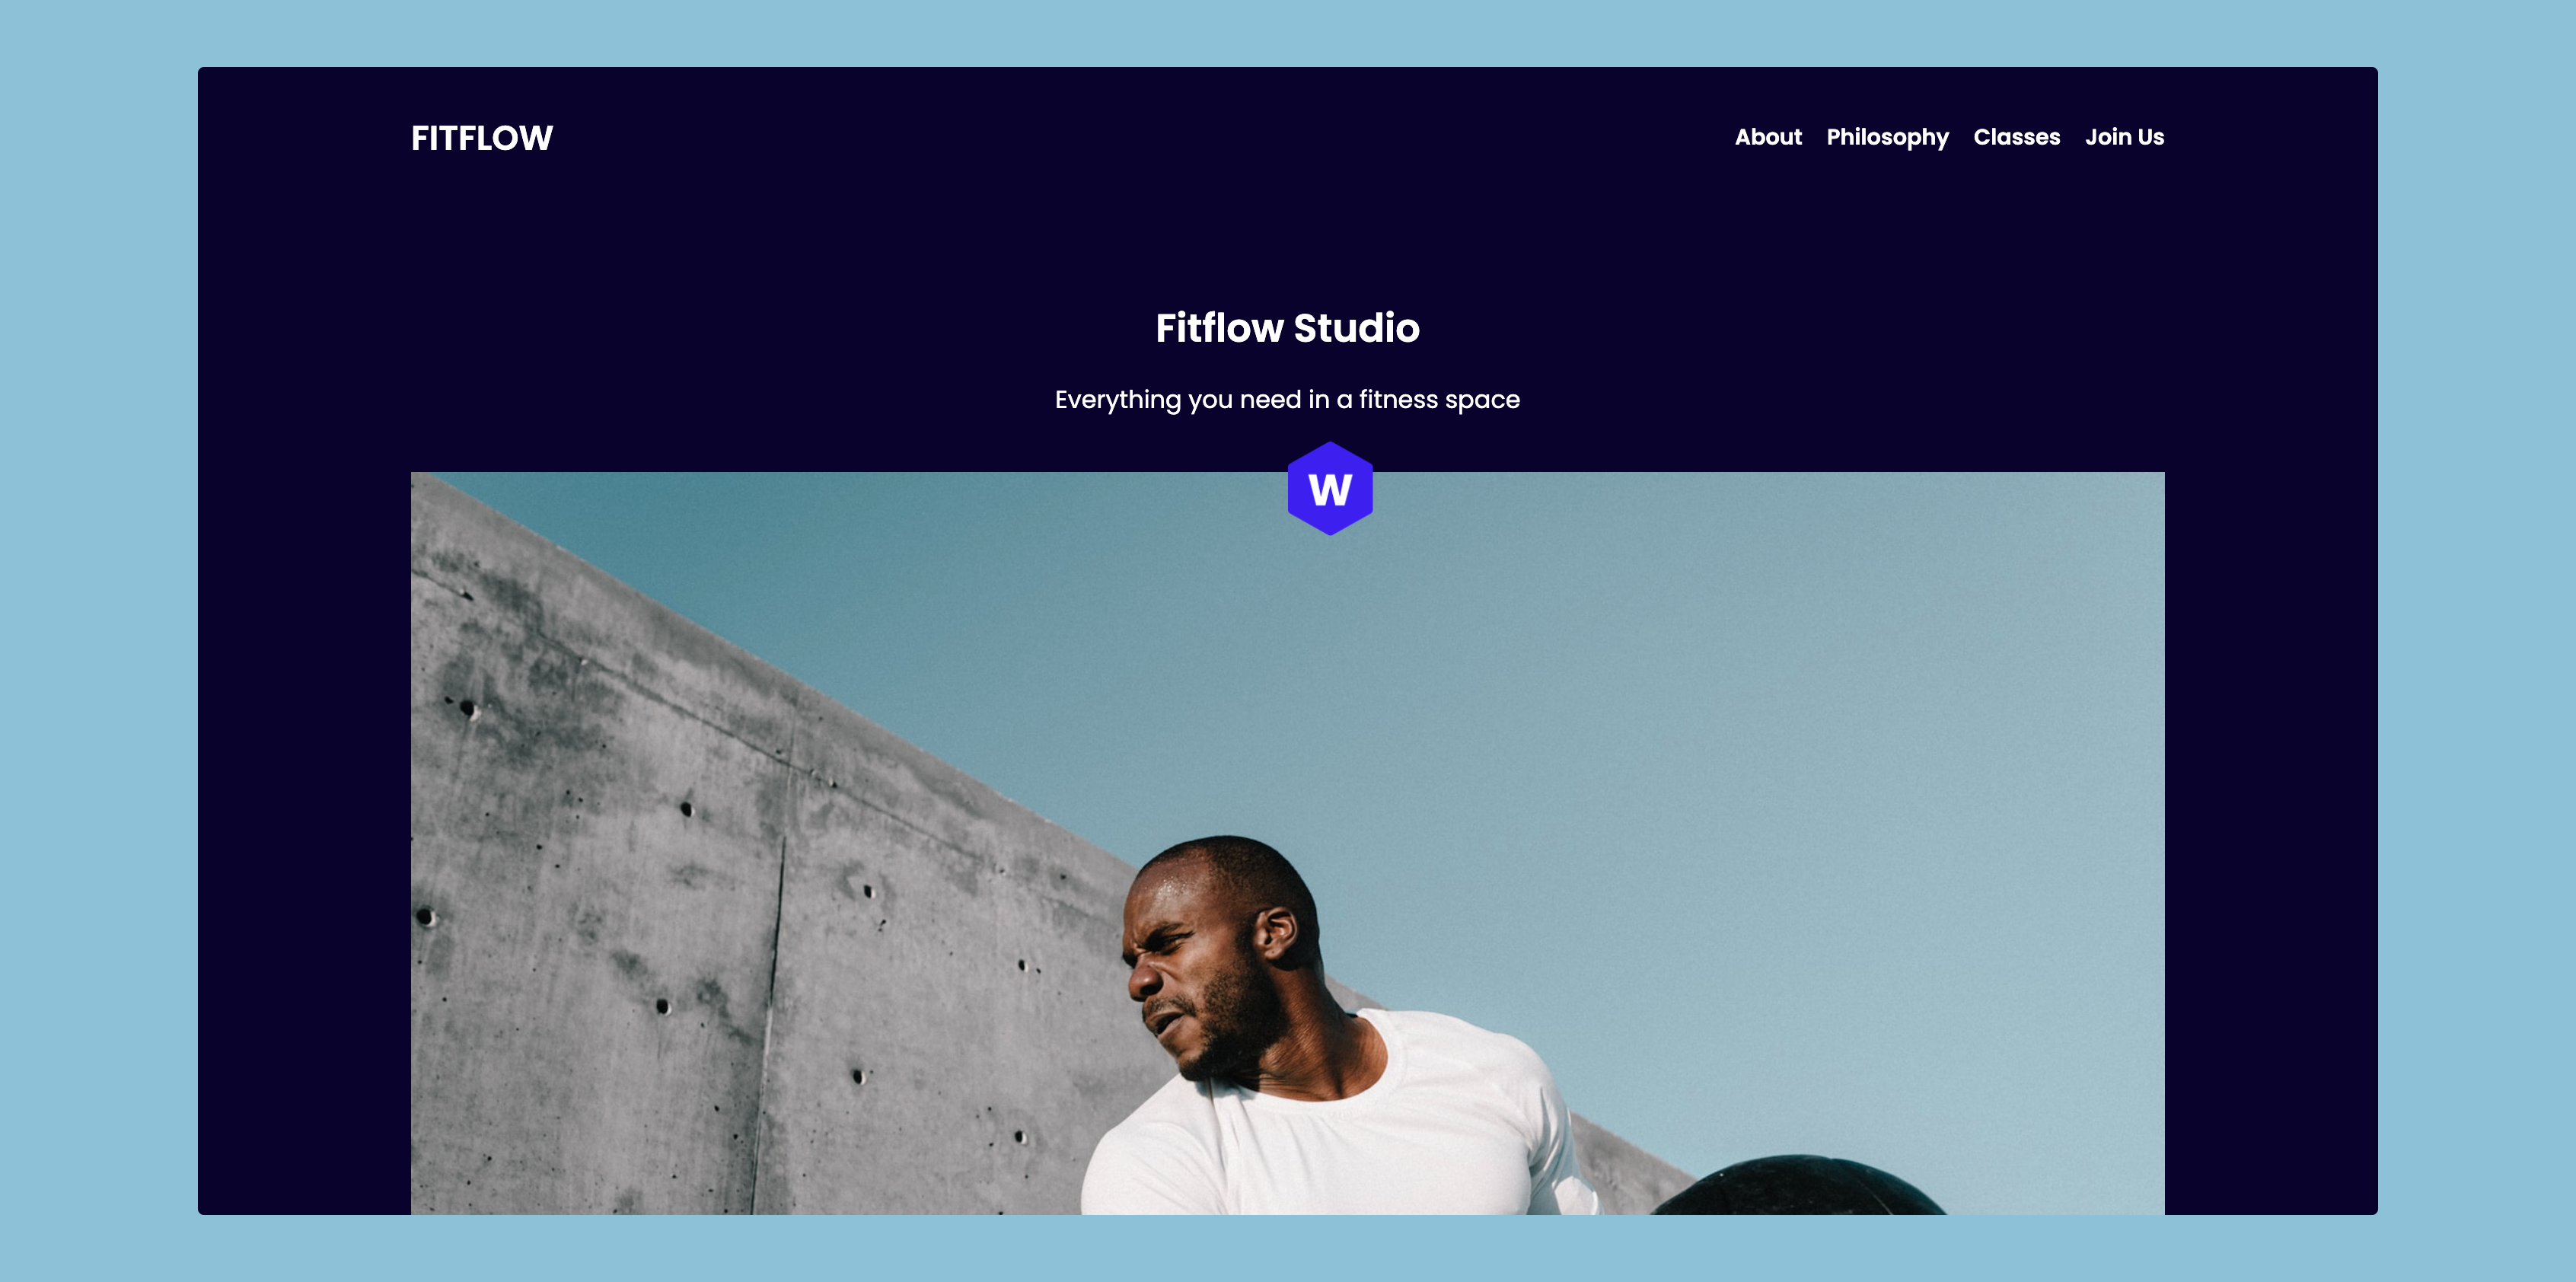 FITFLOW
About Philosophy Classes Join Us
Fitflow Studio
Everything you need in a fitness space
W